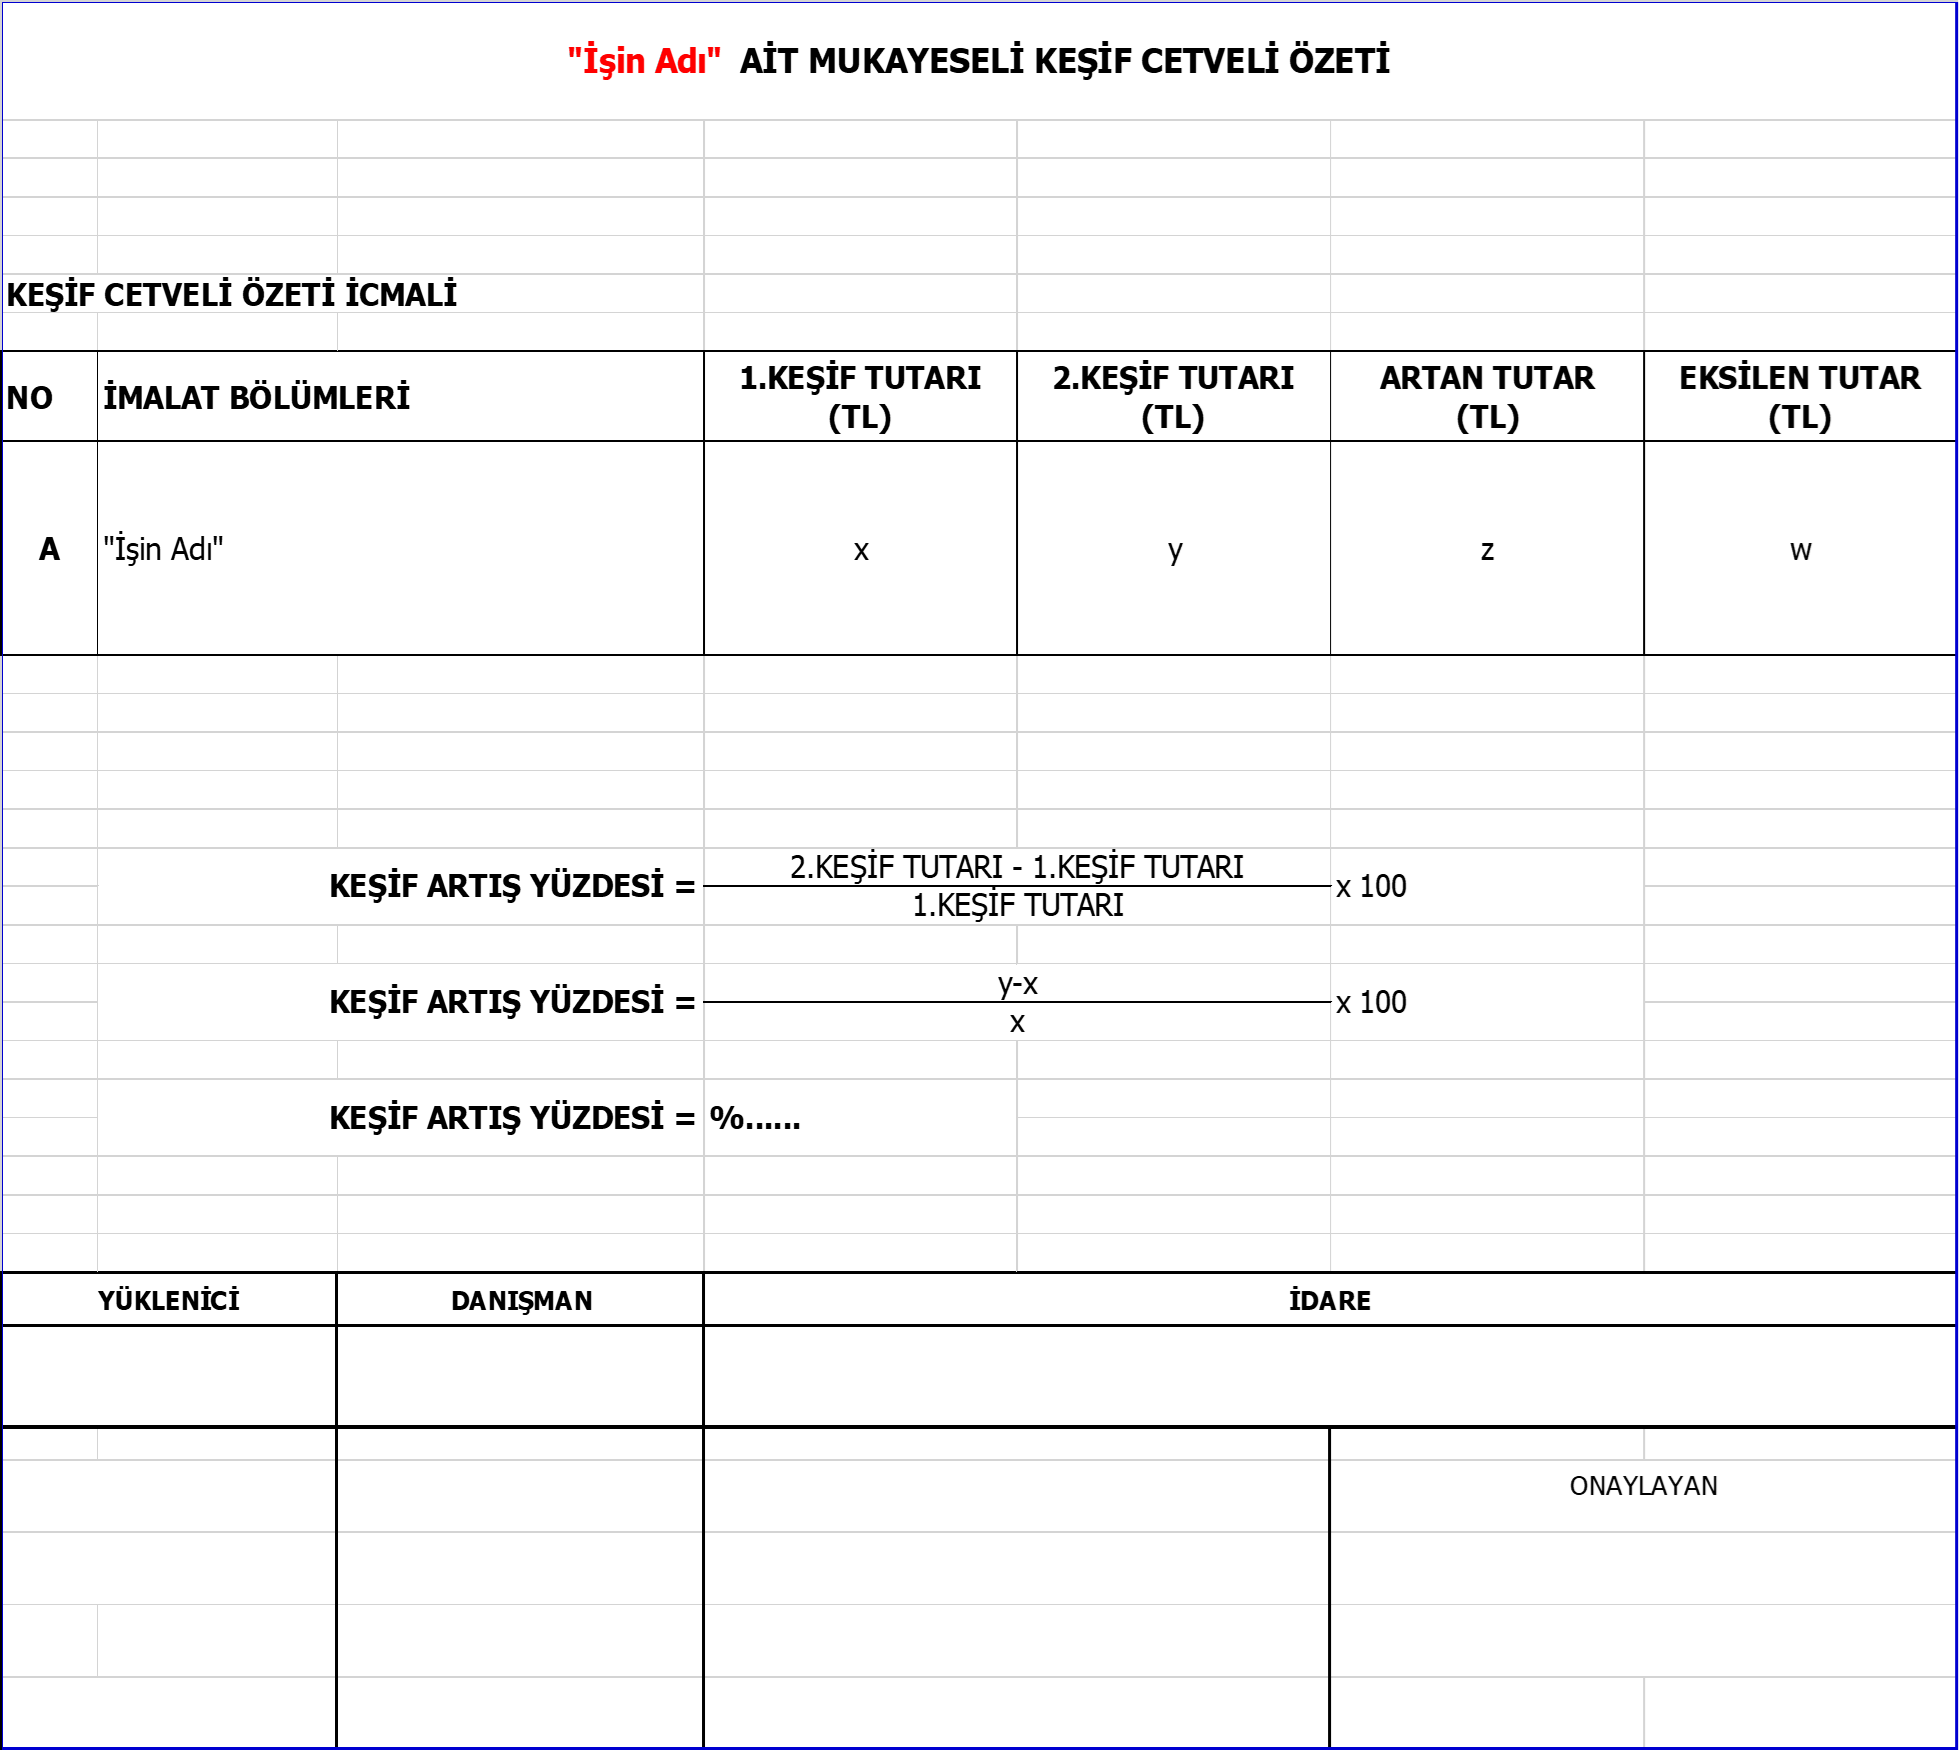 "İşin Adı" AİT MUKAYESELİ KEŞİF CETVELİ ÖZETİ
KEŞİF CETVELİ ÖZETİ İCMALİ
NO İMALAT BÖLÜMLERİ 1.KEŞİF TUTARI (TL) 2.KEŞİF TUTARI (TL) ARTAN TUTAR (TL) EKSİLEN TUTAR (TL)
A "İşin Adı" x y z w
2.KEŞİF TUTARI - 1.KEŞİF TUTARI
KEŞİF ARTIŞ YÜZDESİ = x 100
1.KEŞİF TUTARI
y-x
KEŞİF ARTIŞ YÜZDESİ = x 100
x
KEŞİF ARTIŞ YÜZDESİ = %......
YÜKLENİCİ DANIŞMAN İDARE
ONAYLAYAN